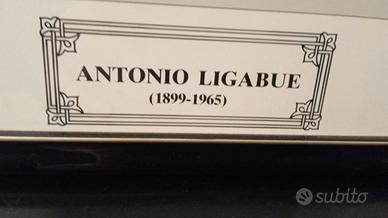 ANTONIO LIGABUE
(1899-1965)
subito